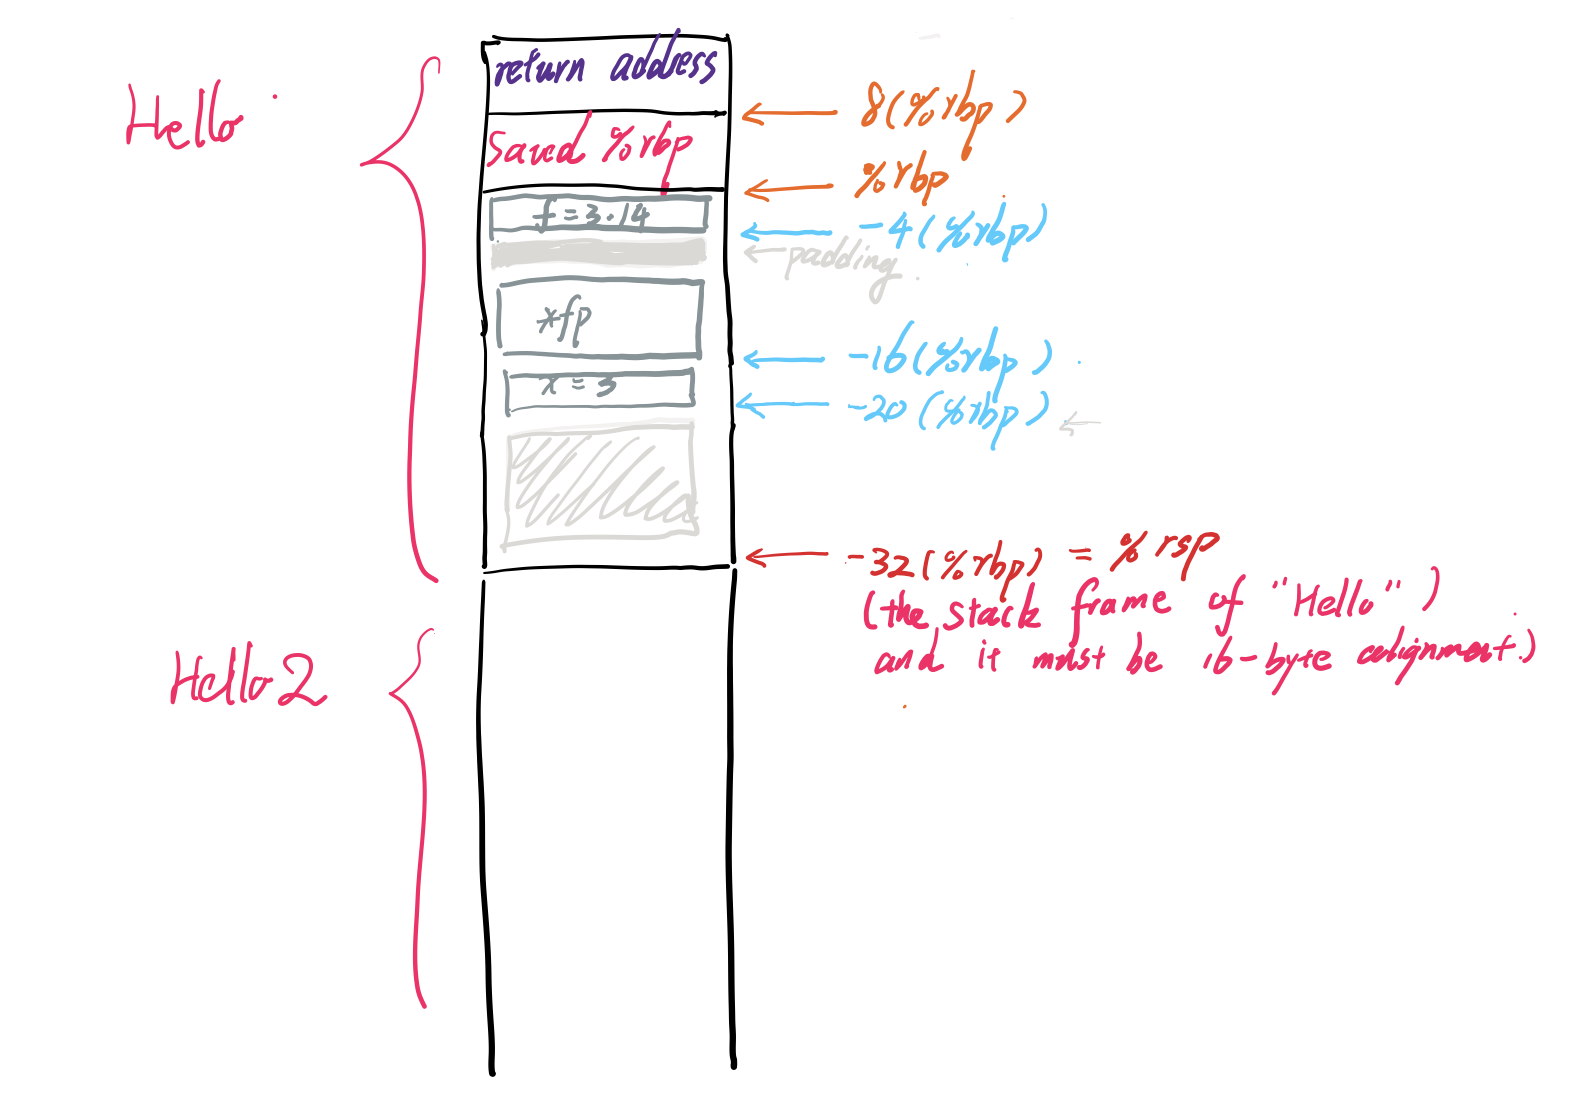 Hello
return address
8(%rbp)
Saved %rbp
%rbp
f = 3.14
-4(%rbp)
padding
*fp
-16(%rbp)
x = 3
-20(%rbp)
-32(%rbp) = %rsp
(the stack frame of "Hello")
and it must be 16-byte alignment.)
Hello2